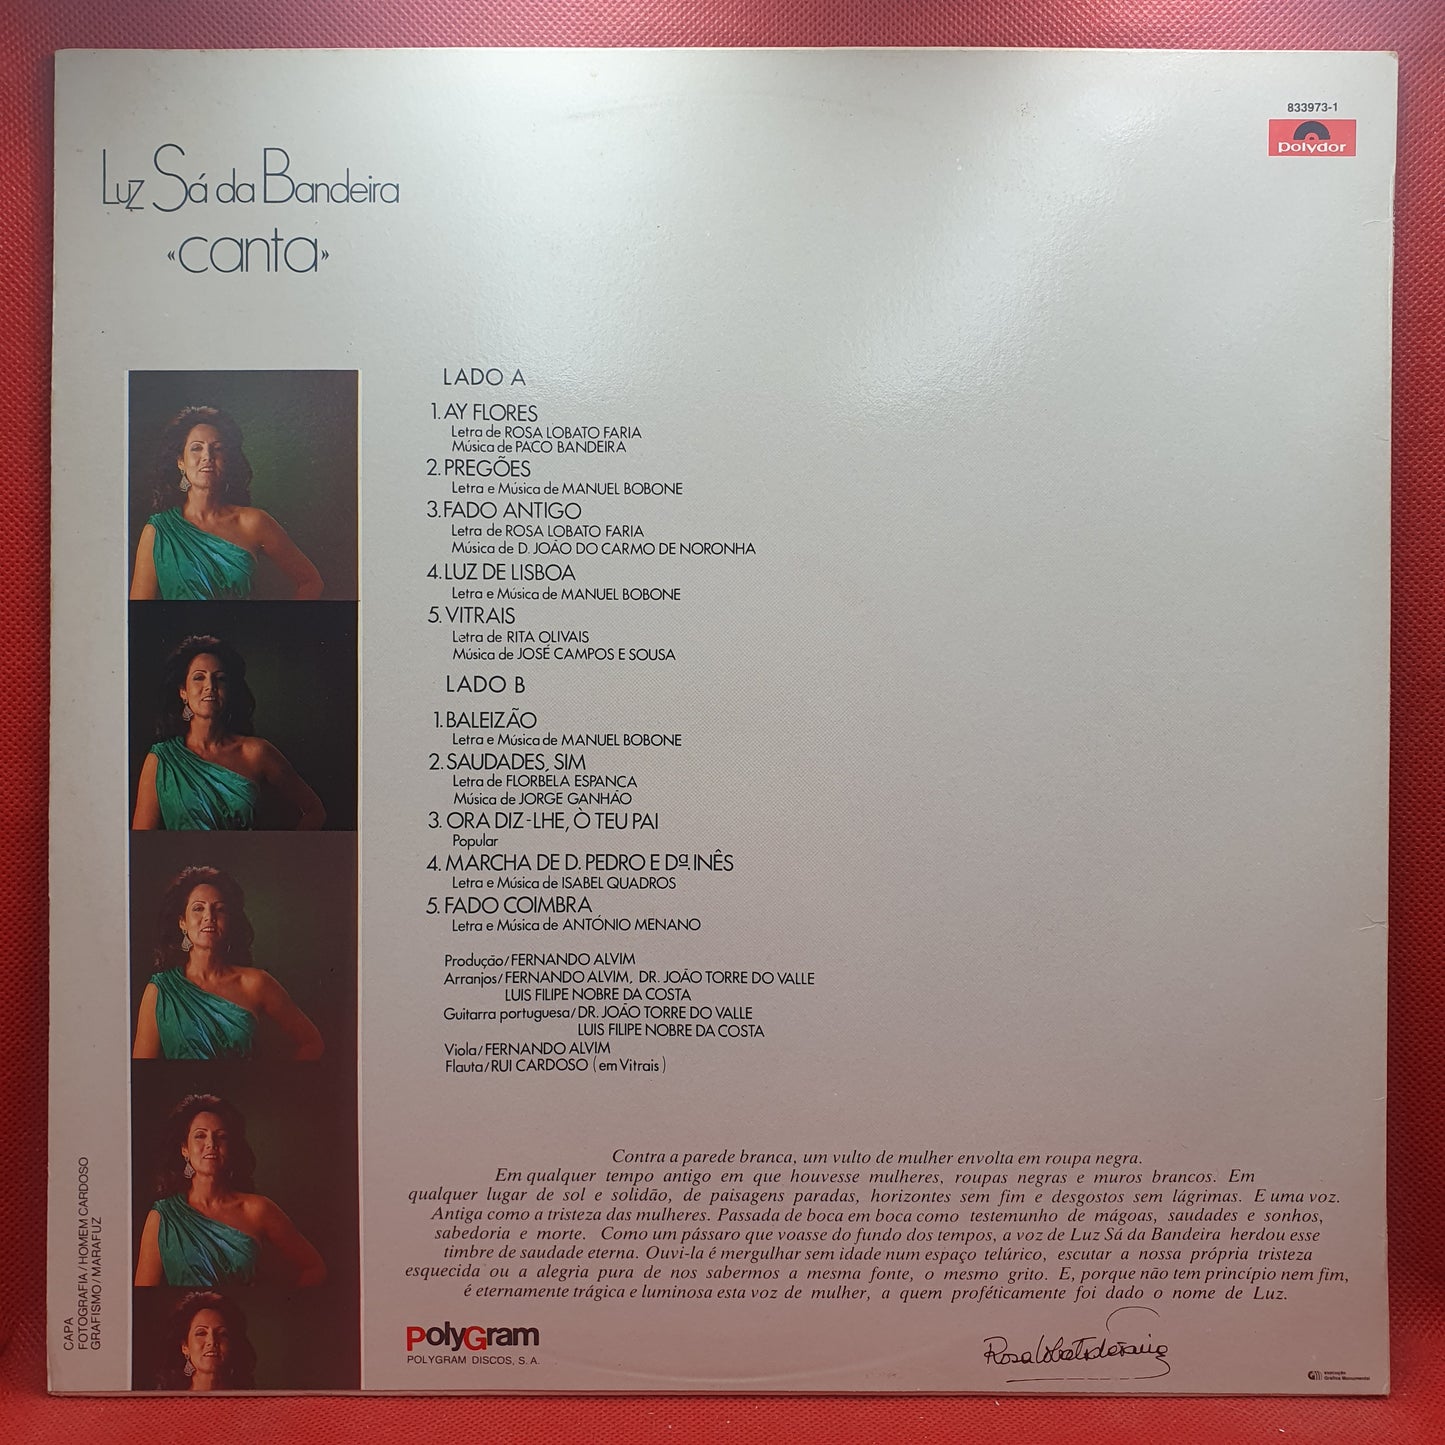 833973-1
polydor
Luz Sá da Bandeira
«canta»
LADO A
1. AY FLORES
Letra de ROSA LOBATO FARIA
Música de PACO BANDEIRA
2. PREGÕES
Letra e Música de MANUEL BOBONE
3. FADO ANTIGO
Letra de ROSA LOBATO FARIA
Música de D. JOÃO DO CARMO DE NORONHA
4. LUZ DE LISBOA
Letra e Música de MANUEL BOBONE
5. VITRAIS
Letra de RITA OLIVAIS
Música de JOSÉ CAMPOS E SOUSA
LADO B
1. BALEIZÃO
Letra e Música de MANUEL BOBONE
2. SAUDADES, SIM
Letra de FLORBELA ESPANCA
Música de JORGE GANHÃO
3. ORA DIZ-LHE, Ò TEU PAI
Popular
4. MARCHA DE D. PEDRO E Dª. INÊS
Letra e Música de ISABEL QUADROS
5. FADO COIMBRA
Letra e Música de ANTÓNIO MENANO
Produção/FERNANDO ALVIM
Arranjos/FERNANDO ALVIM, DR. JOÃO TORRE DO VALLE
LUIS FILIPE NOBRE DA COSTA
Guitarra portuguesa/DR. JOÃO TORRE DO VALLE
LUIS FILIPE NOBRE DA COSTA
Viola/FERNANDO ALVIM
Flauta/RUI CARDOSO (em Vitrais)
Contra a parede branca, um vulto de mulher envolta em roupa negra.
Em qualquer tempo antigo em que houvesse mulheres, roupas negras e muros brancos. Em
qualquer lugar de sol e solidão, de paisagens paradas, horizontes sem fim e desgostos sem lágrimas. E uma voz.
Antiga como a tristeza das mulheres. Passada de boca em boca como testemunho de mágoas, saudades e sonhos,
sabedoria e morte. Como um pássaro que voasse do fundo dos tempos, a voz de Luz Sá da Bandeira herdou esse
timbre de saudade eterna. Ouvi-la é mergulhar sem idade num espaço telúrico, escutar a nossa própria tristeza
esquecida ou a alegria pura de nos sabermos a mesma fonte, o mesmo grito. E, porque não tem princípio nem fim,
é eternamente trágica e luminosa esta voz de mulher, a quem proféticamente foi dado o nome de Luz.
Rosa Lobato de Faria
PolyGram
POLYGRAM DISCOS, S.A.
CAPA
FOTOGRAFIA/HOMEM CARDOSO
GRAFISMO/MARAFUZ
GM execução
Gráfica Monumental